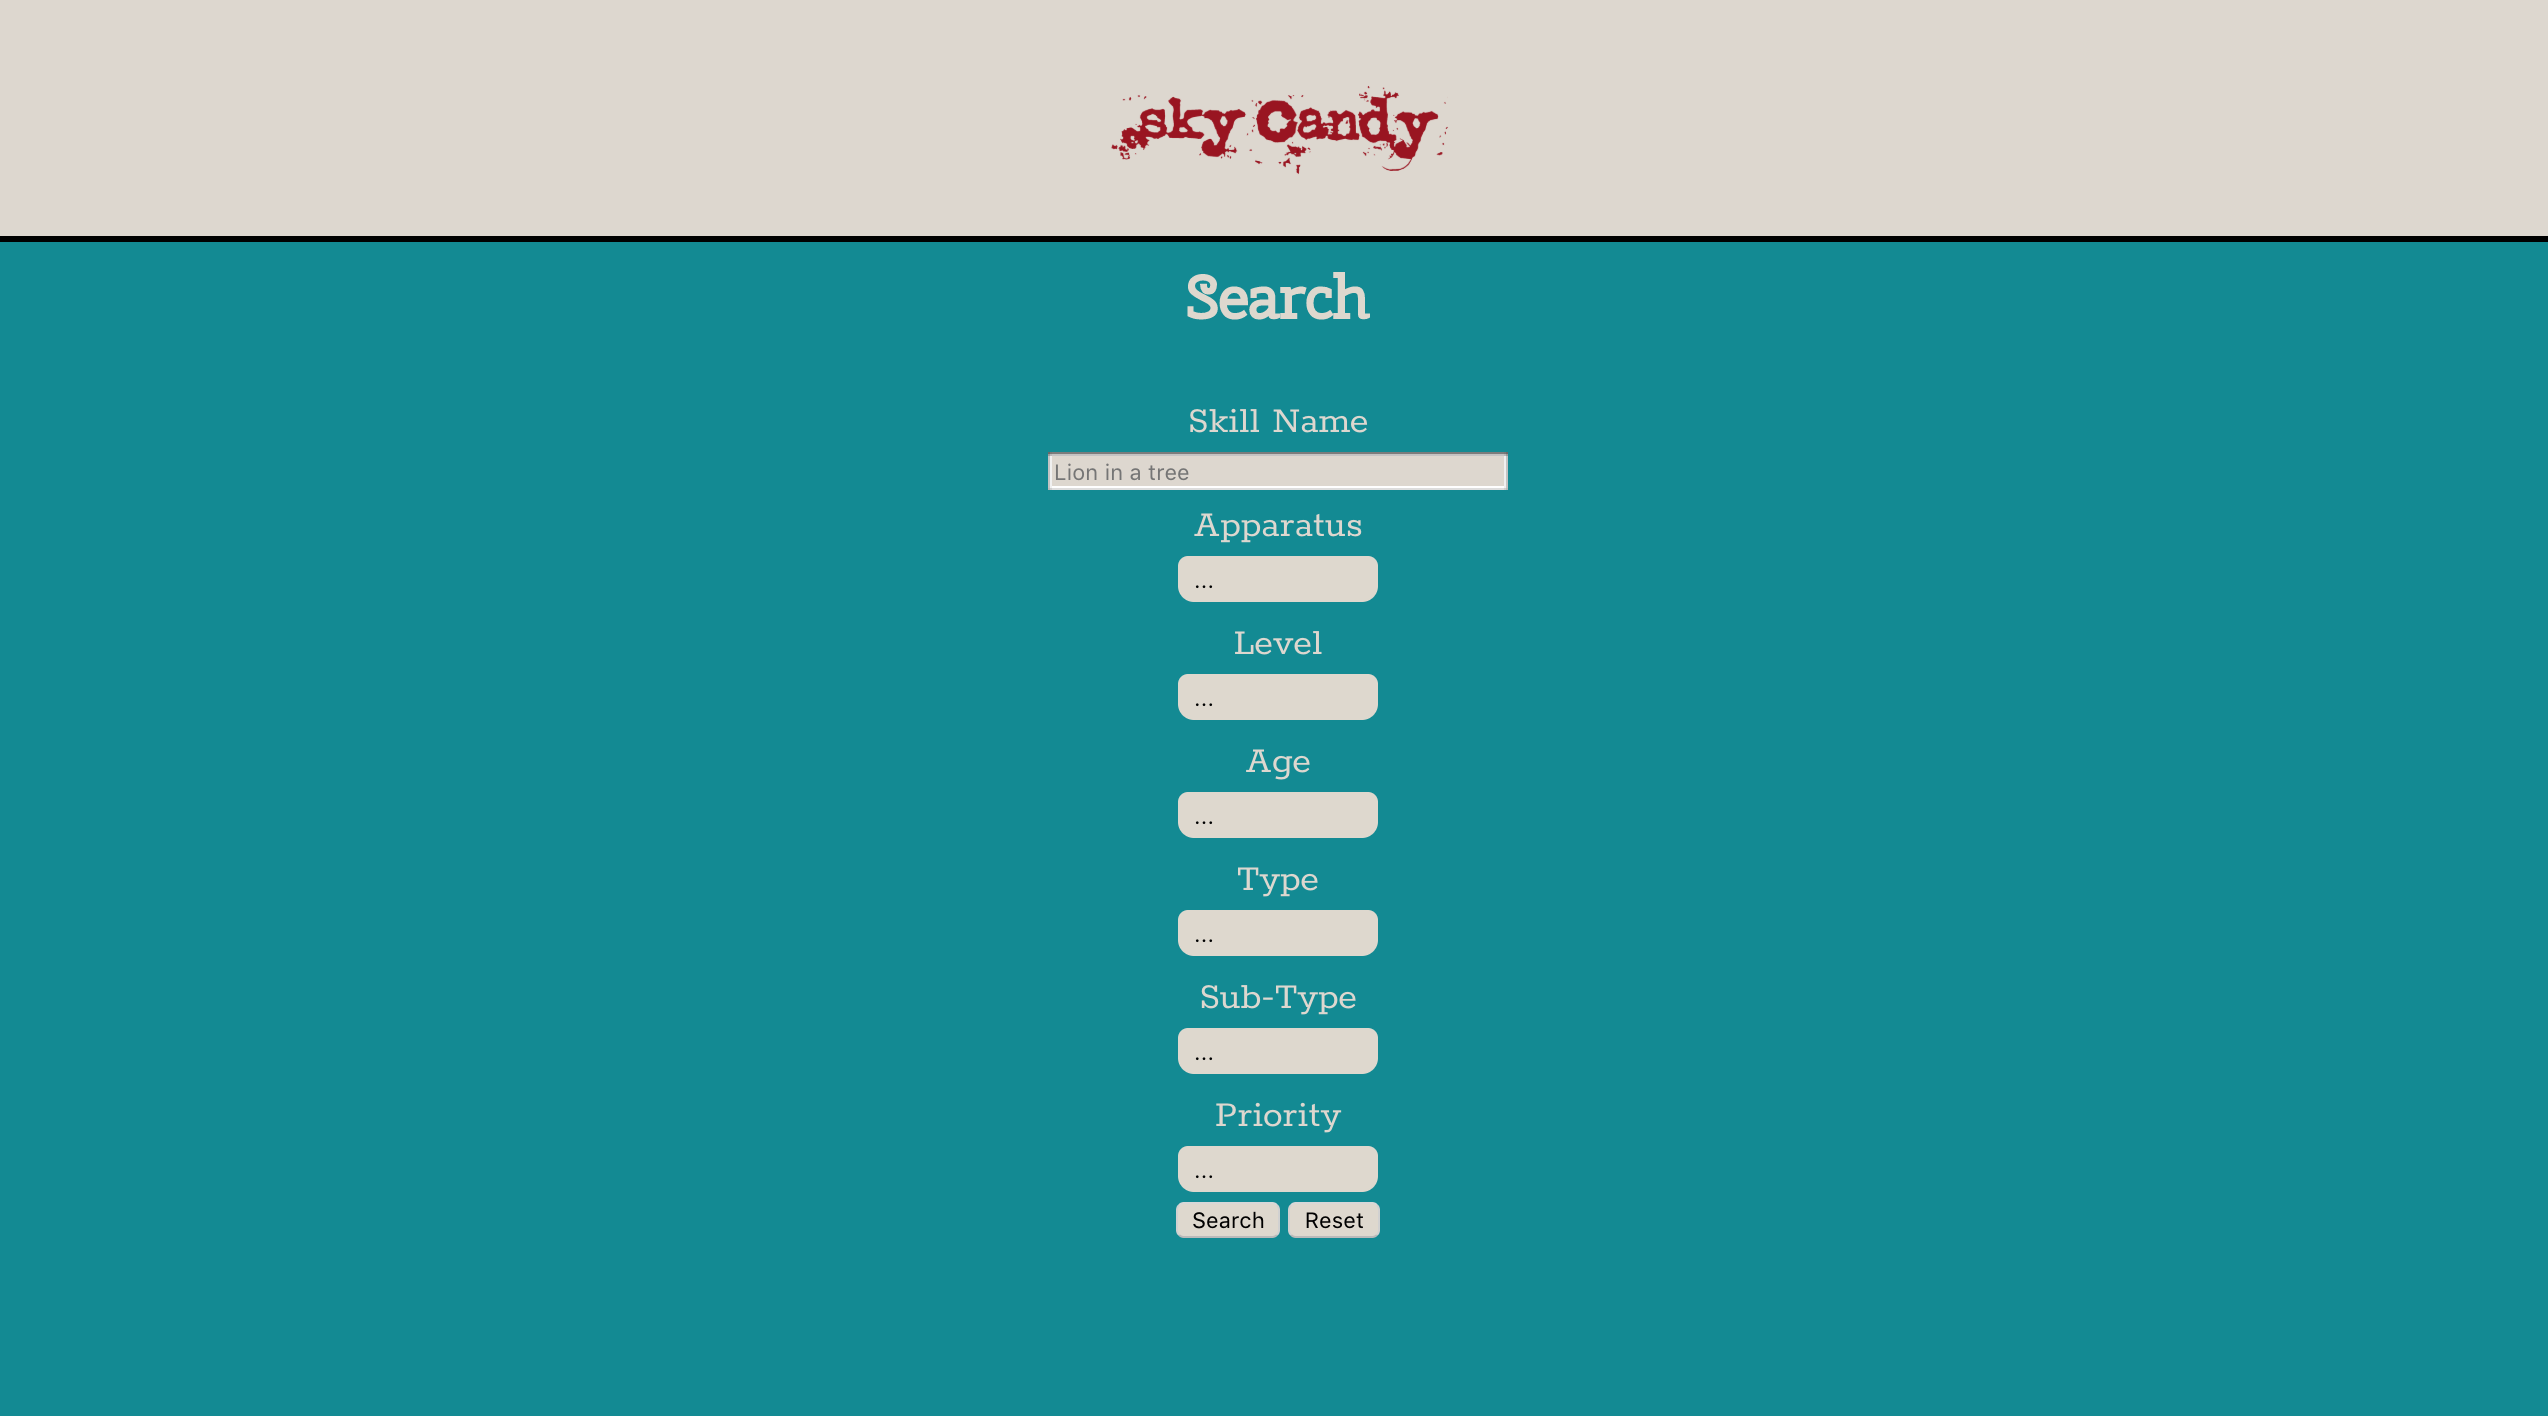 sky Candy
Search
Skill Name
Lion in a tree
Apparatus
...
Level
...
Age
...
Type
...
Sub-Type
...
Priority
...
Search Reset